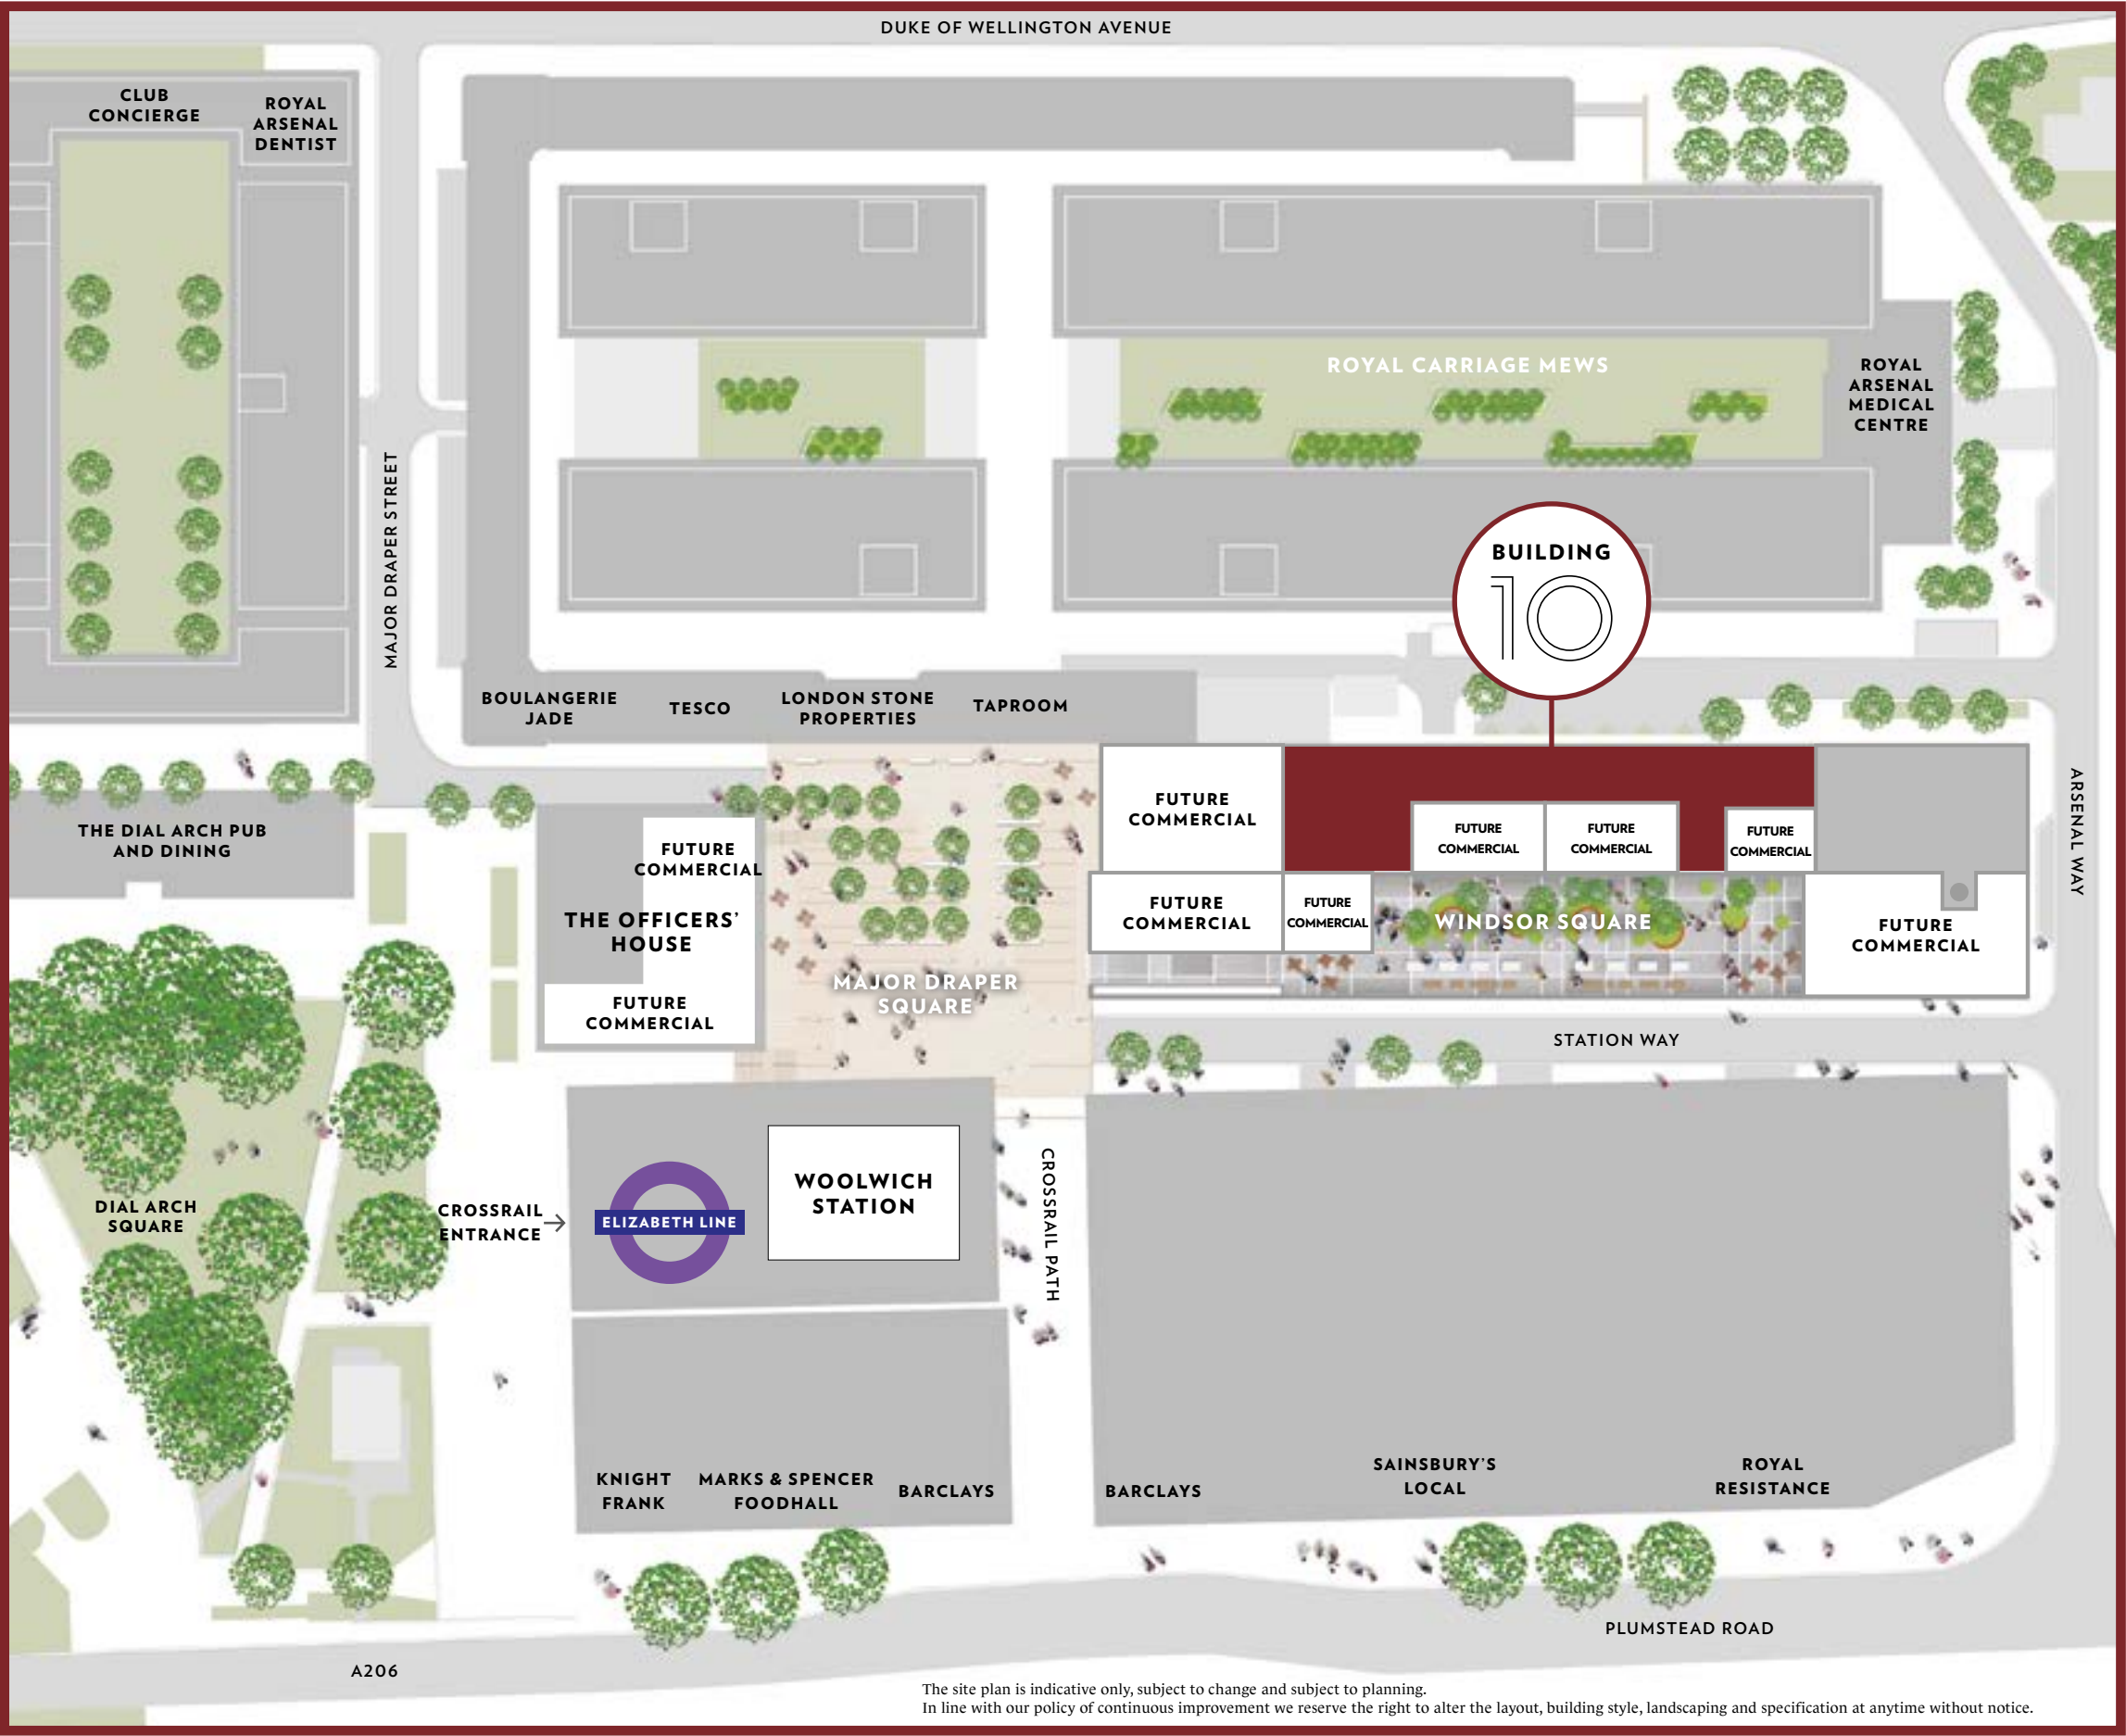 DUKE OF WELLINGTON AVENUE
CLUB
CONCIERGE
ROYAL
ARSENAL
DENTIST
ROYAL CARRIAGE MEWS
ROYAL
ARSENAL
MEDICAL
CENTRE
MAJOR DRAPER STREET
BUILDING
10
BOULANGERIE
JADE
TESCO
LONDON STONE
PROPERTIES
TAPROOM
ARSENAL WAY
THE DIAL ARCH PUB
AND DINING
FUTURE
COMMERCIAL
THE OFFICERS’
HOUSE
FUTURE
COMMERCIAL
FUTURE
COMMERCIAL
FUTURE
COMMERCIAL
FUTURE
COMMERCIAL
FUTURE
COMMERCIAL
FUTURE
COMMERCIAL
FUTURE
COMMERCIAL
WINDSOR SQUARE
FUTURE
COMMERCIAL
MAJOR DRAPER
SQUARE
STATION WAY
DIAL ARCH
SQUARE
CROSSRAIL
ENTRANCE
ELIZABETH LINE
WOOLWICH
STATION
CROSSRAIL PATH
KNIGHT
FRANK
MARKS & SPENCER
FOODHALL
BARCLAYS
BARCLAYS
SAINSBURY’S
LOCAL
ROYAL
RESISTANCE
PLUMSTEAD ROAD
A206
The site plan is indicative only, subject to change and subject to planning.
In line with our policy of continuous improvement we reserve the right to alter the layout, building style, landscaping and specification at anytime without notice.